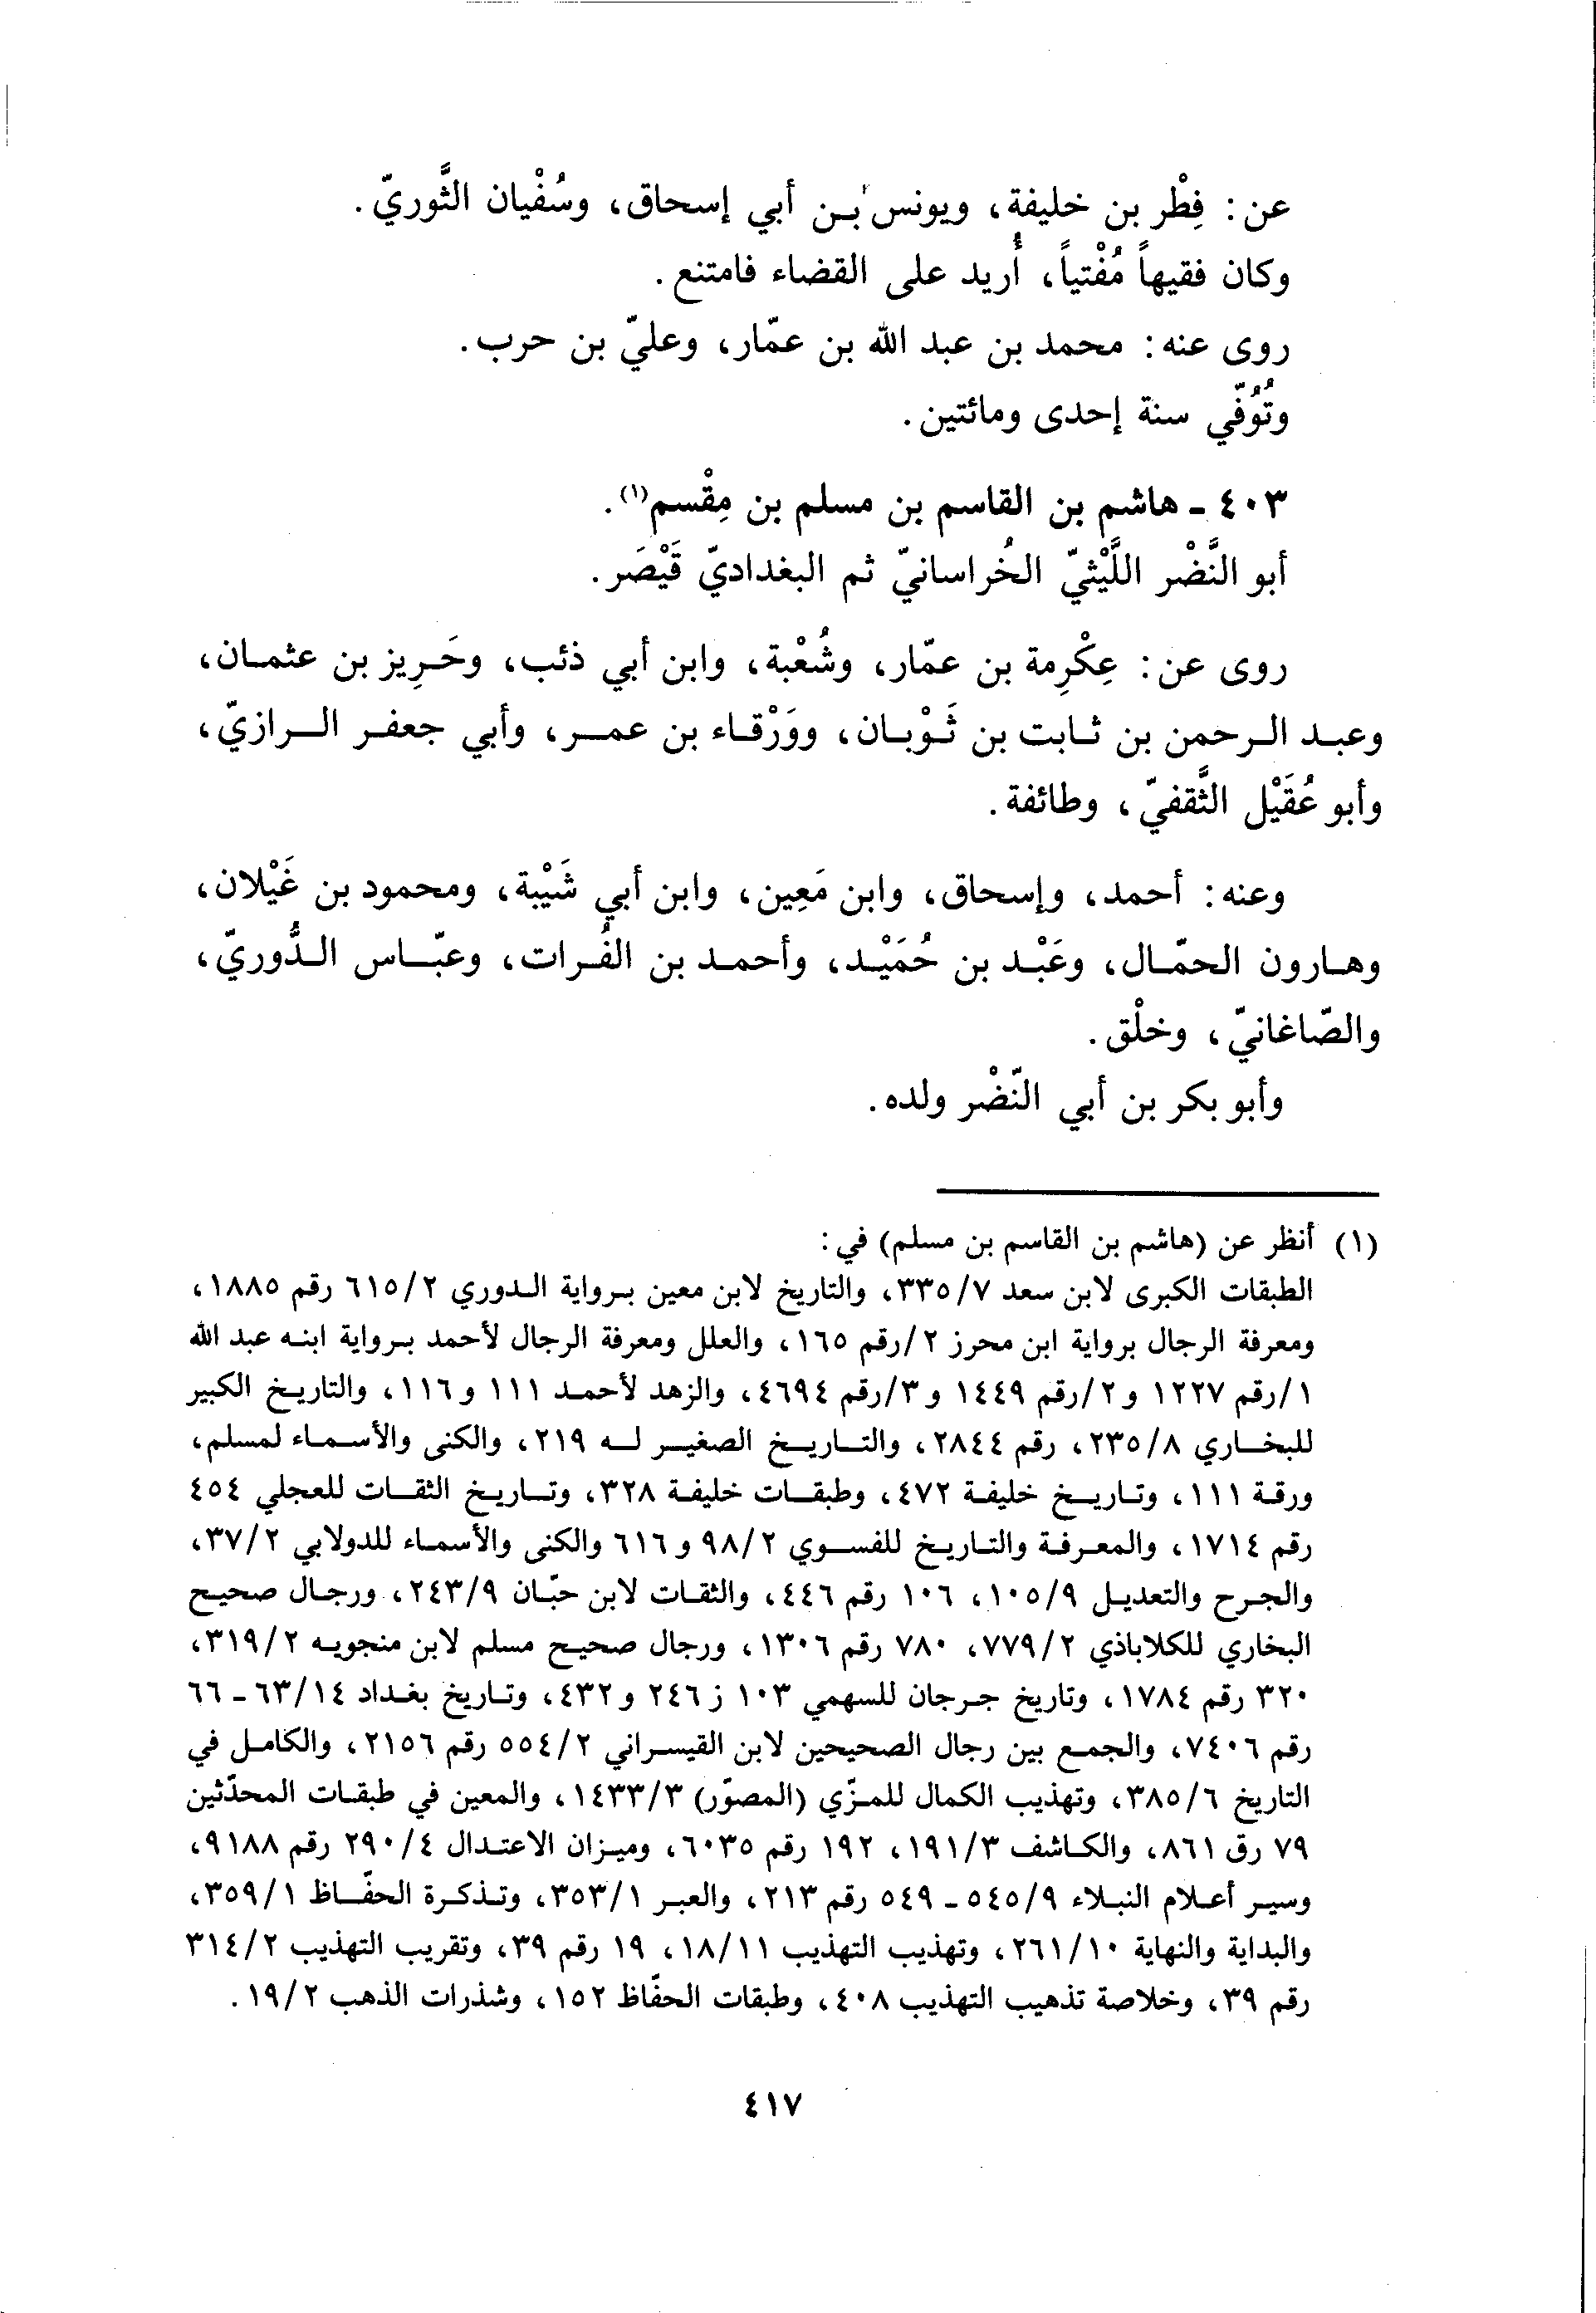 عن: فِطْر بن خليفة، ويونس بن أبي إسحاق، وسُفْيان الثَّوريّ.
وكان فقيهاً مُفْتياً، أُريد على القضاء فامتنع.
روى عنه: محمد بن عبد الله بن عمّار، وعليّ بن حرب.
وتُوُفّي سنة إحدى ومائتين.
٤٠٣ - هاشم بن القاسم بن مسلم بن مِقْسم(١).
أبو النَّضْر اللَّيْثيّ الخُراسانيّ ثم البغداديّ قَيْصَر.
روى عن: عِكْرِمة بن عمّار، وشُعْبة، وابن أبي ذئب، وحَرِيز بن عثمان،
وعبد الرحمن بن ثابت بن ثَوْبان، ووَرْقاء بن عمر، وأبي جعفر الرازيّ،
وأبو عُقَيْل الثَّقفيّ، وطائفة.
وعنه: أحمد، وإسحاق، وابن مَعِين، وابن أبي شَيْبة، ومحمود بن غَيْلان،
وهارون الحمّال، وعَبْد بن حُمَيْد، وأحمد بن الفُرات، وعبّاس الدُّوريّ،
والصّاغانيّ، وخلْق.
وأبو بكر بن أبي النّضْر ولده.
(١) أنظر عن (هاشم بن القاسم بن مسلم) في:
الطبقات الكبرى لابن سعد ٣٣٥/٧، والتاريخ لابن معين برواية الدوري ٦١٥/٢ رقم ١٨٨٥،
ومعرفة الرجال برواية ابن محرز ٢/رقم ١٦٥، والعلل ومعرفة الرجال لأحمد برواية ابنه عبد الله
١/رقم ١٢٢٧ و٢/رقم ١٤٤٩ و٣/رقم ٤٦٩٤، والزهد لأحمد ١١١ و١١٦، والتاريخ الكبير
للبخاري ٢٣٥/٨، رقم ٢٨٤٤، والتاريخ الصغير له ٢١٩، والكنى والأسماء لمسلم،
ورقة ١١١، وتاريخ خليفة ٤٧٢، وطبقات خليفة ٣٢٨، وتاريخ الثقات للعجلي ٤٥٤
رقم ١٧١٤، والمعرفة والتاريخ للفسوي ٩٨/٢ و٦١٦ والكنى والأسماء للدولابي ٣٧/٢،
والجرح والتعديل ١٠٥/٩، ١٠٦ رقم ٤٤٦، والثقات لابن حبّان ٢٤٣/٩، ورجال صحيح
البخاري للكلاباذي ٧٧٩/٢، ٧٨٠ رقم ١٣٠٦، ورجال صحيح مسلم لابن منجويه ٣١٩/٢،
٣٢٠ رقم ١٧٨٤، وتاريخ جرجان للسهمي ١٠٣ ز ٢٤٦ و٤٣٢، وتاريخ بغداد ٦٣/١٤ - ٦٦
رقم ٧٤٠٦، والجمع بين رجال الصحيحين لابن القيسراني ٥٥٤/٢ رقم ٢١٥٦، والكامل في
التاريخ ٣٨٥/٦، وتهذيب الكمال للمزّي (المصوّر) ١٤٣٣/٣، والمعين في طبقات المحدّثين
٧٩ رق ٨٦١، والكاشف ١٩١/٣، ١٩٢ رقم ٦٠٣٥، وميزان الاعتدال ٢٩٠/٤ رقم ٩١٨٨،
وسير أعلام النبلاء ٥٤٥/٩ - ٥٤٩ رقم ٢١٣، والعبر ٣٥٣/١، وتذكرة الحفّاظ ٣٥٩/١،
والبداية والنهاية ٢٦١/١٠، وتهذيب التهذيب ١٨/١١، ١٩ رقم ٣٩، وتقريب التهذيب ٣١٤/٢
رقم ٣٩، وخلاصة تذهيب التهذيب ٤٠٨، وطبقات الحفّاظ ١٥٢، وشذرات الذهب ١٩/٢.
٤١٧